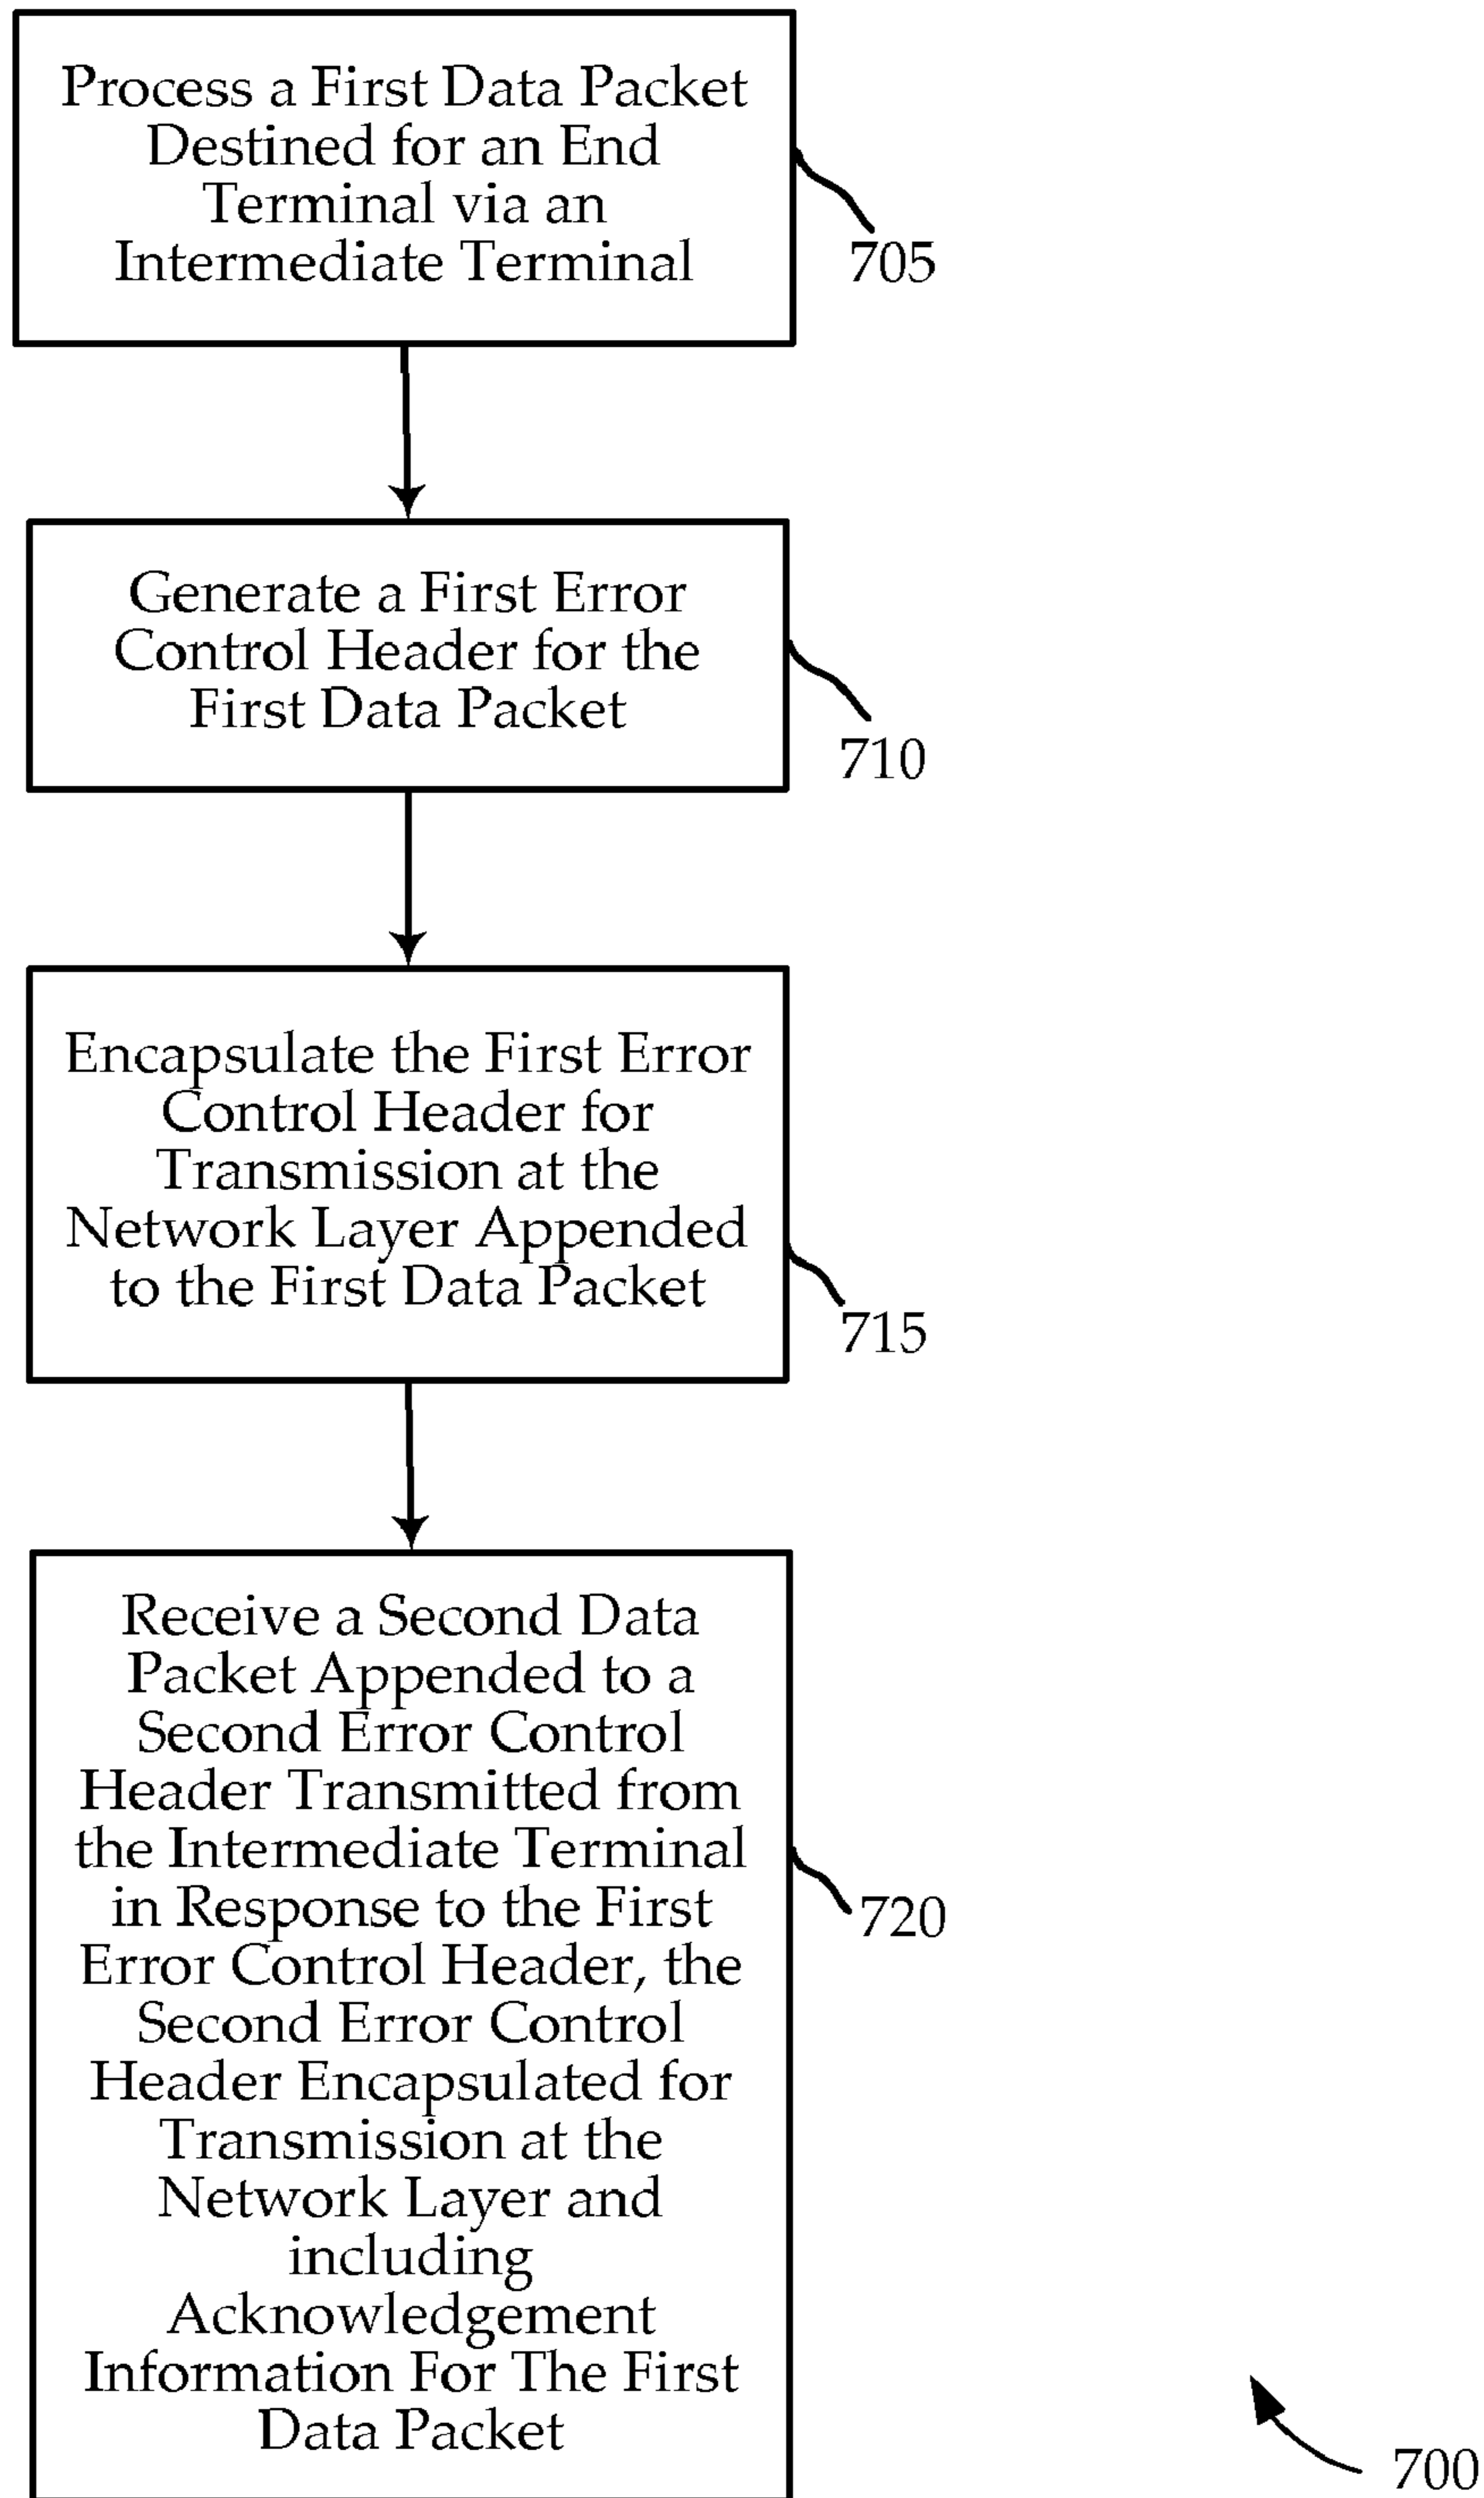 Process a First Data Packet
Destined for an End
Terminal via an
Intermediate Terminal
705
Generate a First Error
Control Header for the
First Data Packet
710
Encapsulate the First Error
Control Header for
Transmission at the
Network Layer Appended
to the First Data Packet
715
Receive a Second Data
Packet Appended to a
Second Error Control
Header Transmitted from
the Intermediate Terminal
in Response to the First
Error Control Header, the
Second Error Control
Header Encapsulated for
Transmission at the
Network Layer and
including
Acknowledgement
Information For The First
Data Packet
720
700